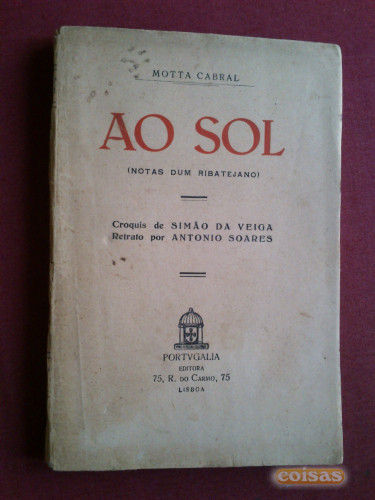 MOTTA CABRAL
AO SOL
(NOTAS DUM RIBATEJANO)
Croquis de SIMÃO DA VEIGA
Retrato por ANTONIO SOARES
PORTVGALIA
EDITORA
75, R. DO CARMO, 75
LISBOA
coisas